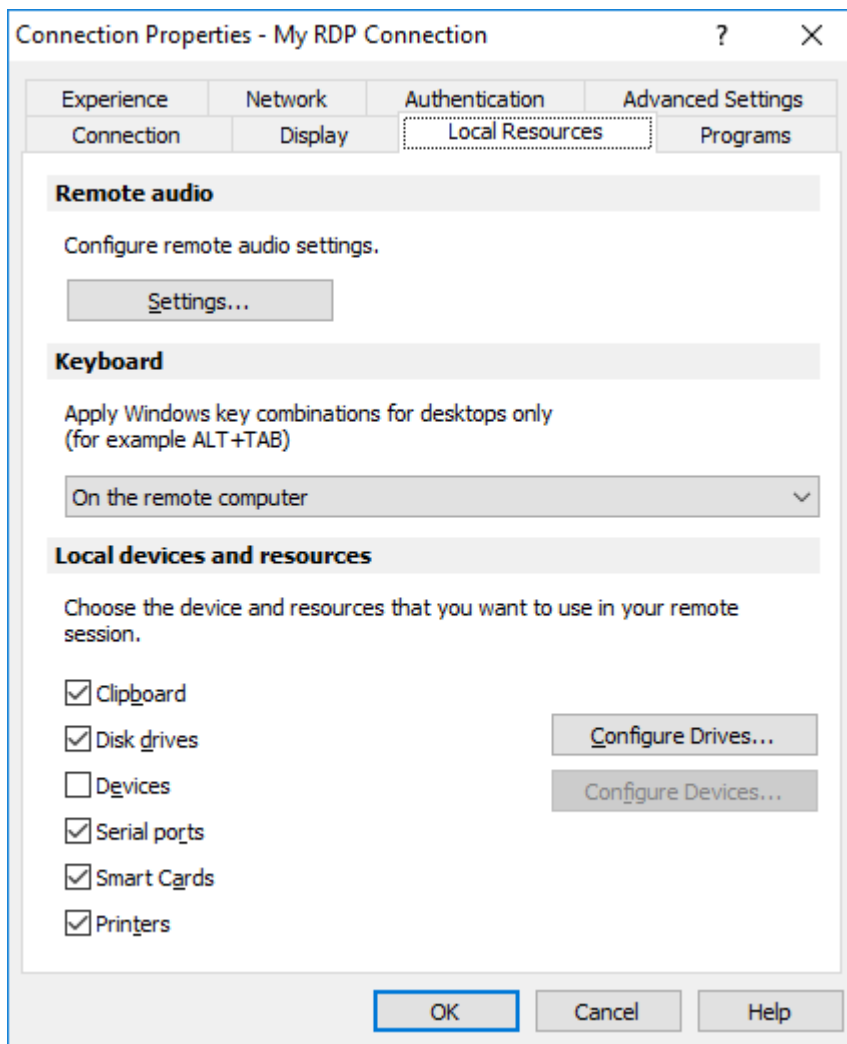 Connection Properties - My RDP Connection
Experience Network Authentication Advanced Settings
Connection Display Local Resources Programs
Remote audio
Configure remote audio settings.
Settings...
Keyboard
Apply Windows key combinations for desktops only
(for example ALT+TAB)
On the remote computer
Local devices and resources
Choose the device and resources that you want to use in your remote
session.
Clipboard
Disk drives
Configure Drives...
Devices
Configure Devices...
Serial ports
Smart Cards
Printers
OK Cancel Help